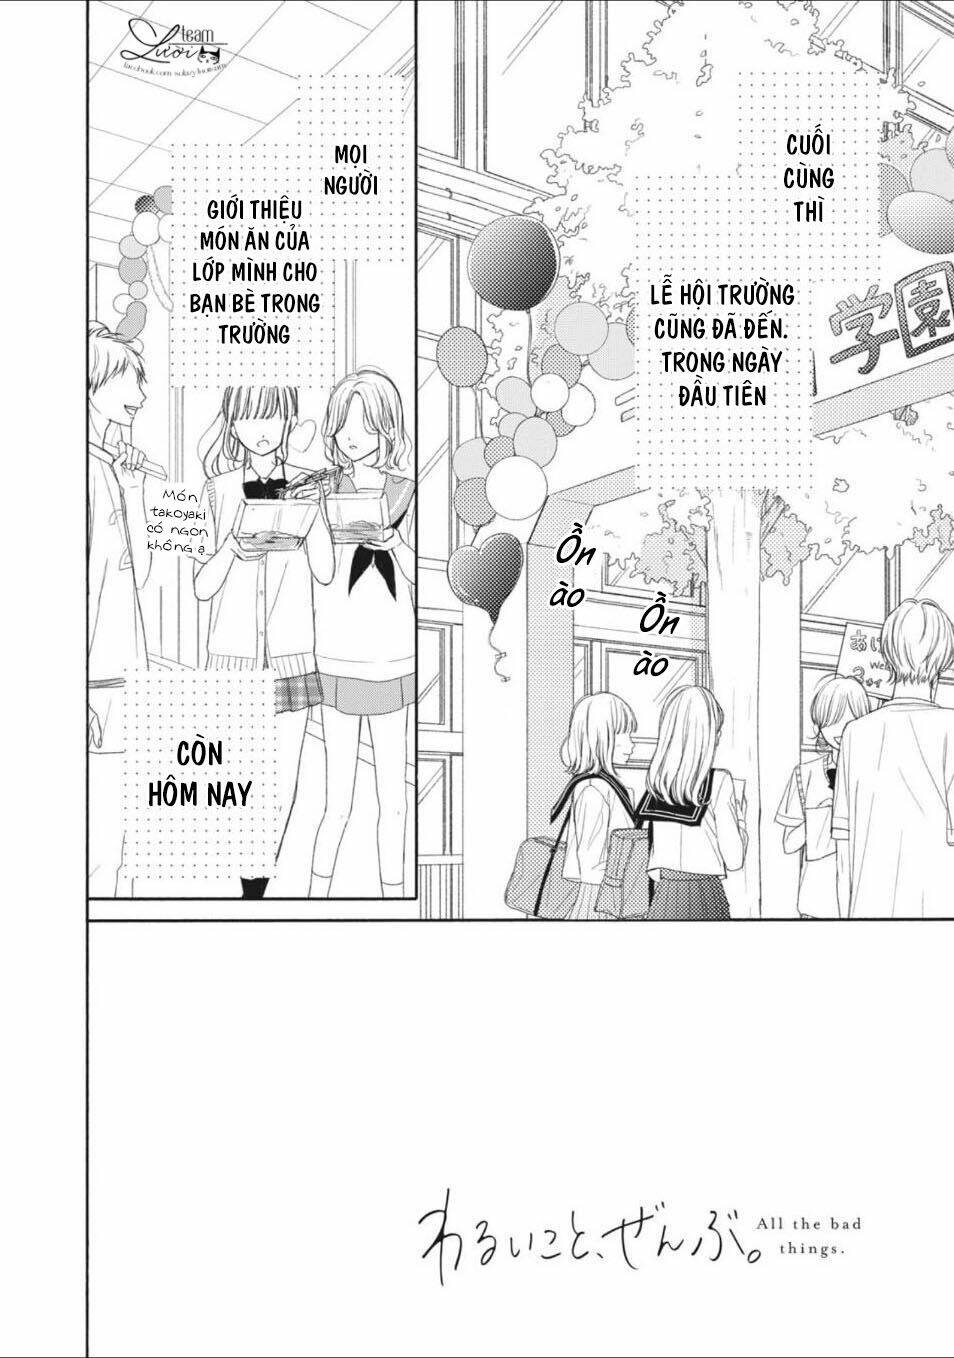 team
Lười
CUỐI
CÙNG
THÌ
LỄ HỘI TRƯỜNG
CŨNG ĐÃ ĐẾN.
TRONG NGÀY
ĐẦU TIÊN
学園
ỒN
ÀO
ỒN
ÀO
MỌI
NGƯỜI
GIỚI THIỆU
MÓN ĂN CỦA
LỚP MÌNH CHO
BẠN BÈ TRONG
TRƯỜNG
Món
takoyaki
có ngon
không ạ
CÒN
HÔM NAY
わるいこと、ぜんぶ。
All the bad
things.